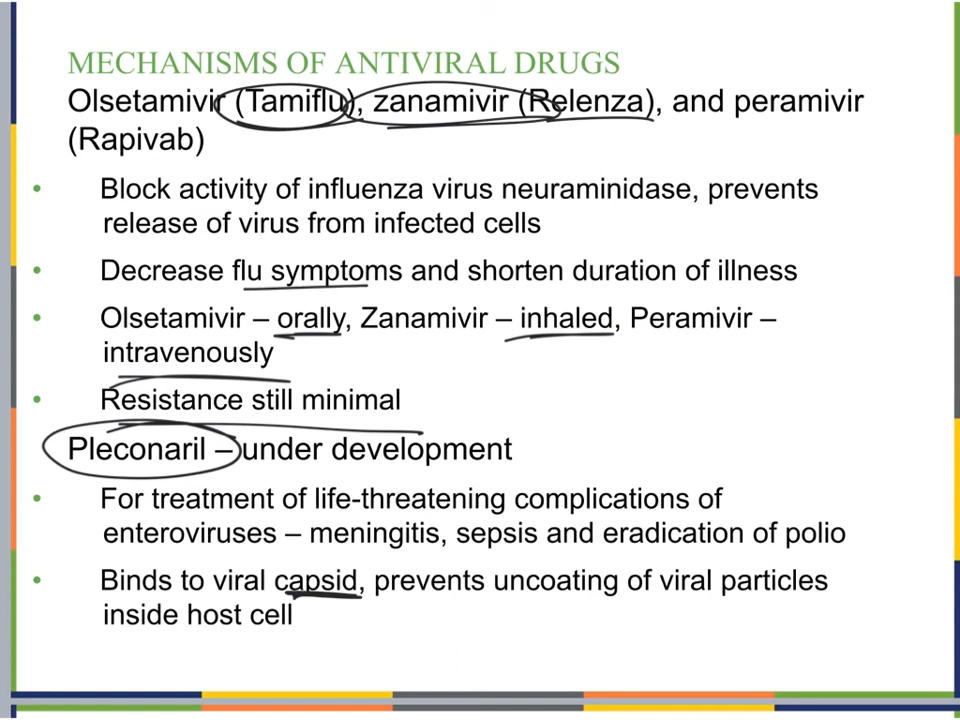 MECHANISMS OF ANTIVIRAL DRUGS
Olsetamivir (Tamiflu), zanamivir (Relenza), and peramivir
(Rapivab)
• Block activity of influenza virus neuraminidase, prevents
release of virus from infected cells
• Decrease flu symptoms and shorten duration of illness
• Olsetamivir – orally, Zanamivir – inhaled, Peramivir –
intravenously
• Resistance still minimal
Pleconaril – under development
• For treatment of life-threatening complications of
enteroviruses – meningitis, sepsis and eradication of polio
• Binds to viral capsid, prevents uncoating of viral particles
inside host cell